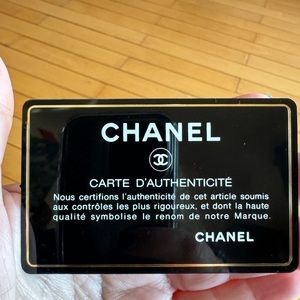 CHANEL
CARTE D'AUTHENTICITÉ
Nous certifions l'authenticité de cet article soumis
aux contrôles les plus rigoureux, et dont la haute
qualité symbolise le renom de notre Marque.
CHANEL